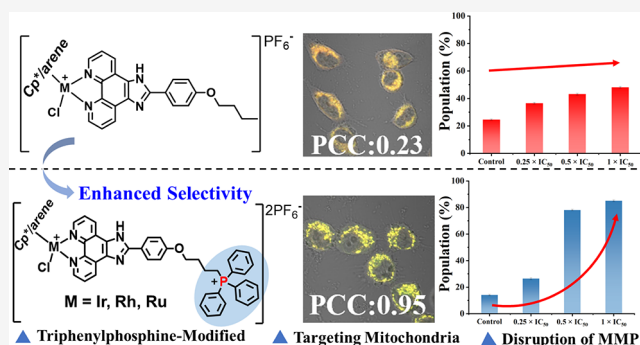 Cp*/arene
M
+
Cl
N
N
H
N
N
O
PF6-
PCC:0.23
Population (%)
100
80
60
40
20
0
Control
0.25 × IC50
0.5 × IC50
1 × IC50
Enhanced Selectivity
Cp*/arene
M
+
Cl
N
N
H
N
N
O
P
+
2PF6-
M = Ir, Rh, Ru
PCC:0.95
Population (%)
100
80
60
40
20
0
Control
0.25 × IC50
0.5 × IC50
1 × IC50
Triphenylphosphine-Modified
Targeting Mitochondria
Disruption of MMP